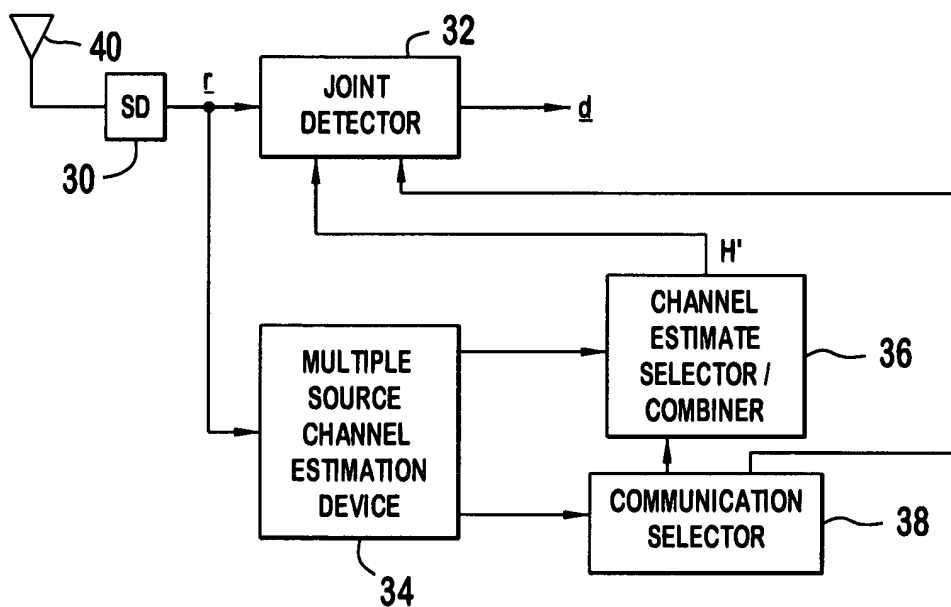 40
SD
30
r
32
JOINT
DETECTOR
d
H'
MULTIPLE
SOURCE
CHANNEL
ESTIMATION
DEVICE
34
CHANNEL
ESTIMATE
SELECTOR /
COMBINER
36
COMMUNICATION
SELECTOR
38